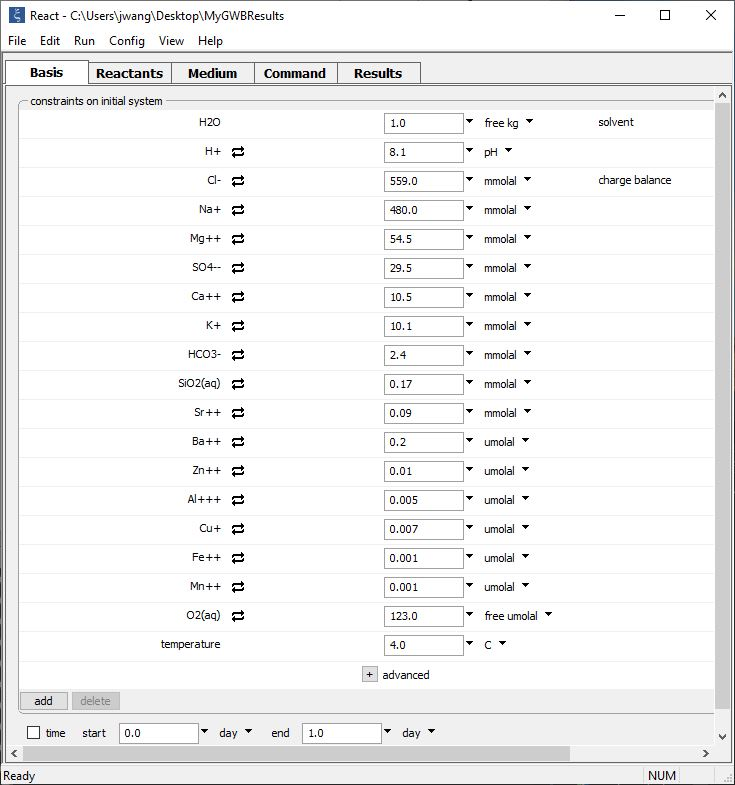 React - C:\Users\jwang\Desktop\MyGWBResults
File Edit Run Config View Help
Basis Reactants Medium Command Results
constraints on initial system
H2O 1.0 free kg solvent
H+ 8.1 pH
Cl- 559.0 mmolal charge balance
Na+ 480.0 mmolal
Mg++ 54.5 mmolal
SO4-- 29.5 mmolal
Ca++ 10.5 mmolal
K+ 10.1 mmolal
HCO3- 2.4 mmolal
SiO2(aq) 0.17 mmolal
Sr++ 0.09 mmolal
Ba++ 0.2 umolal
Zn++ 0.01 umolal
Al+++ 0.005 umolal
Cu+ 0.007 umolal
Fe++ 0.001 umolal
Mn++ 0.001 umolal
O2(aq) 123.0 free umolal
temperature 4.0 C
+ advanced
add delete
time start 0.0 day end 1.0 day
Ready NUM